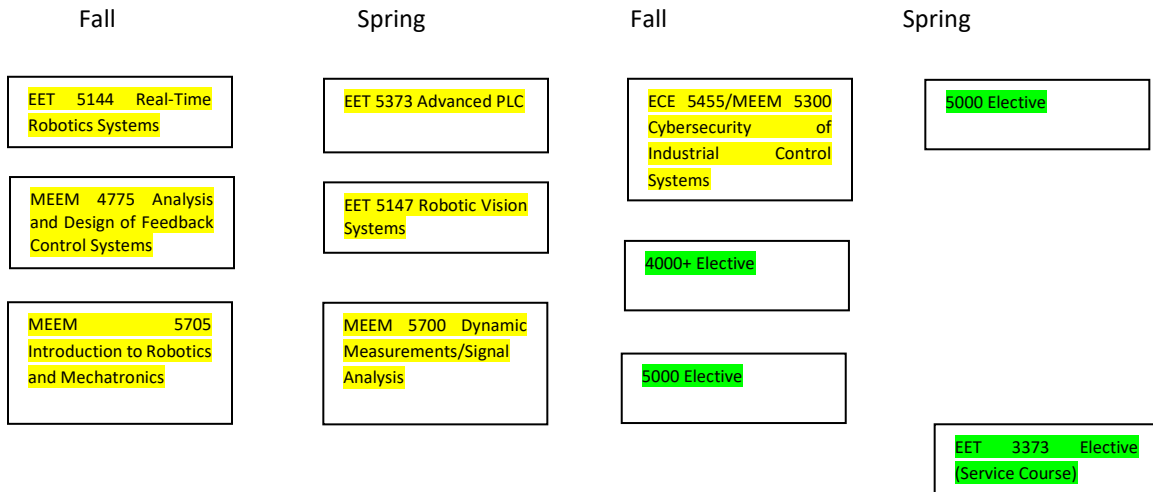 Fall Spring Fall Spring
EET 5144 Real-Time
Robotics Systems
MEEM 4775 Analysis
and Design of Feedback
Control Systems
MEEM 5705
Introduction to Robotics
and Mechatronics
EET 5373 Advanced PLC
EET 5147 Robotic Vision
Systems
MEEM 5700 Dynamic
Measurements/Signal
Analysis
ECE 5455/MEEM 5300
Cybersecurity of
Industrial Control
Systems
4000+ Elective
5000 Elective
5000 Elective
EET 3373 Elective
(Service Course)